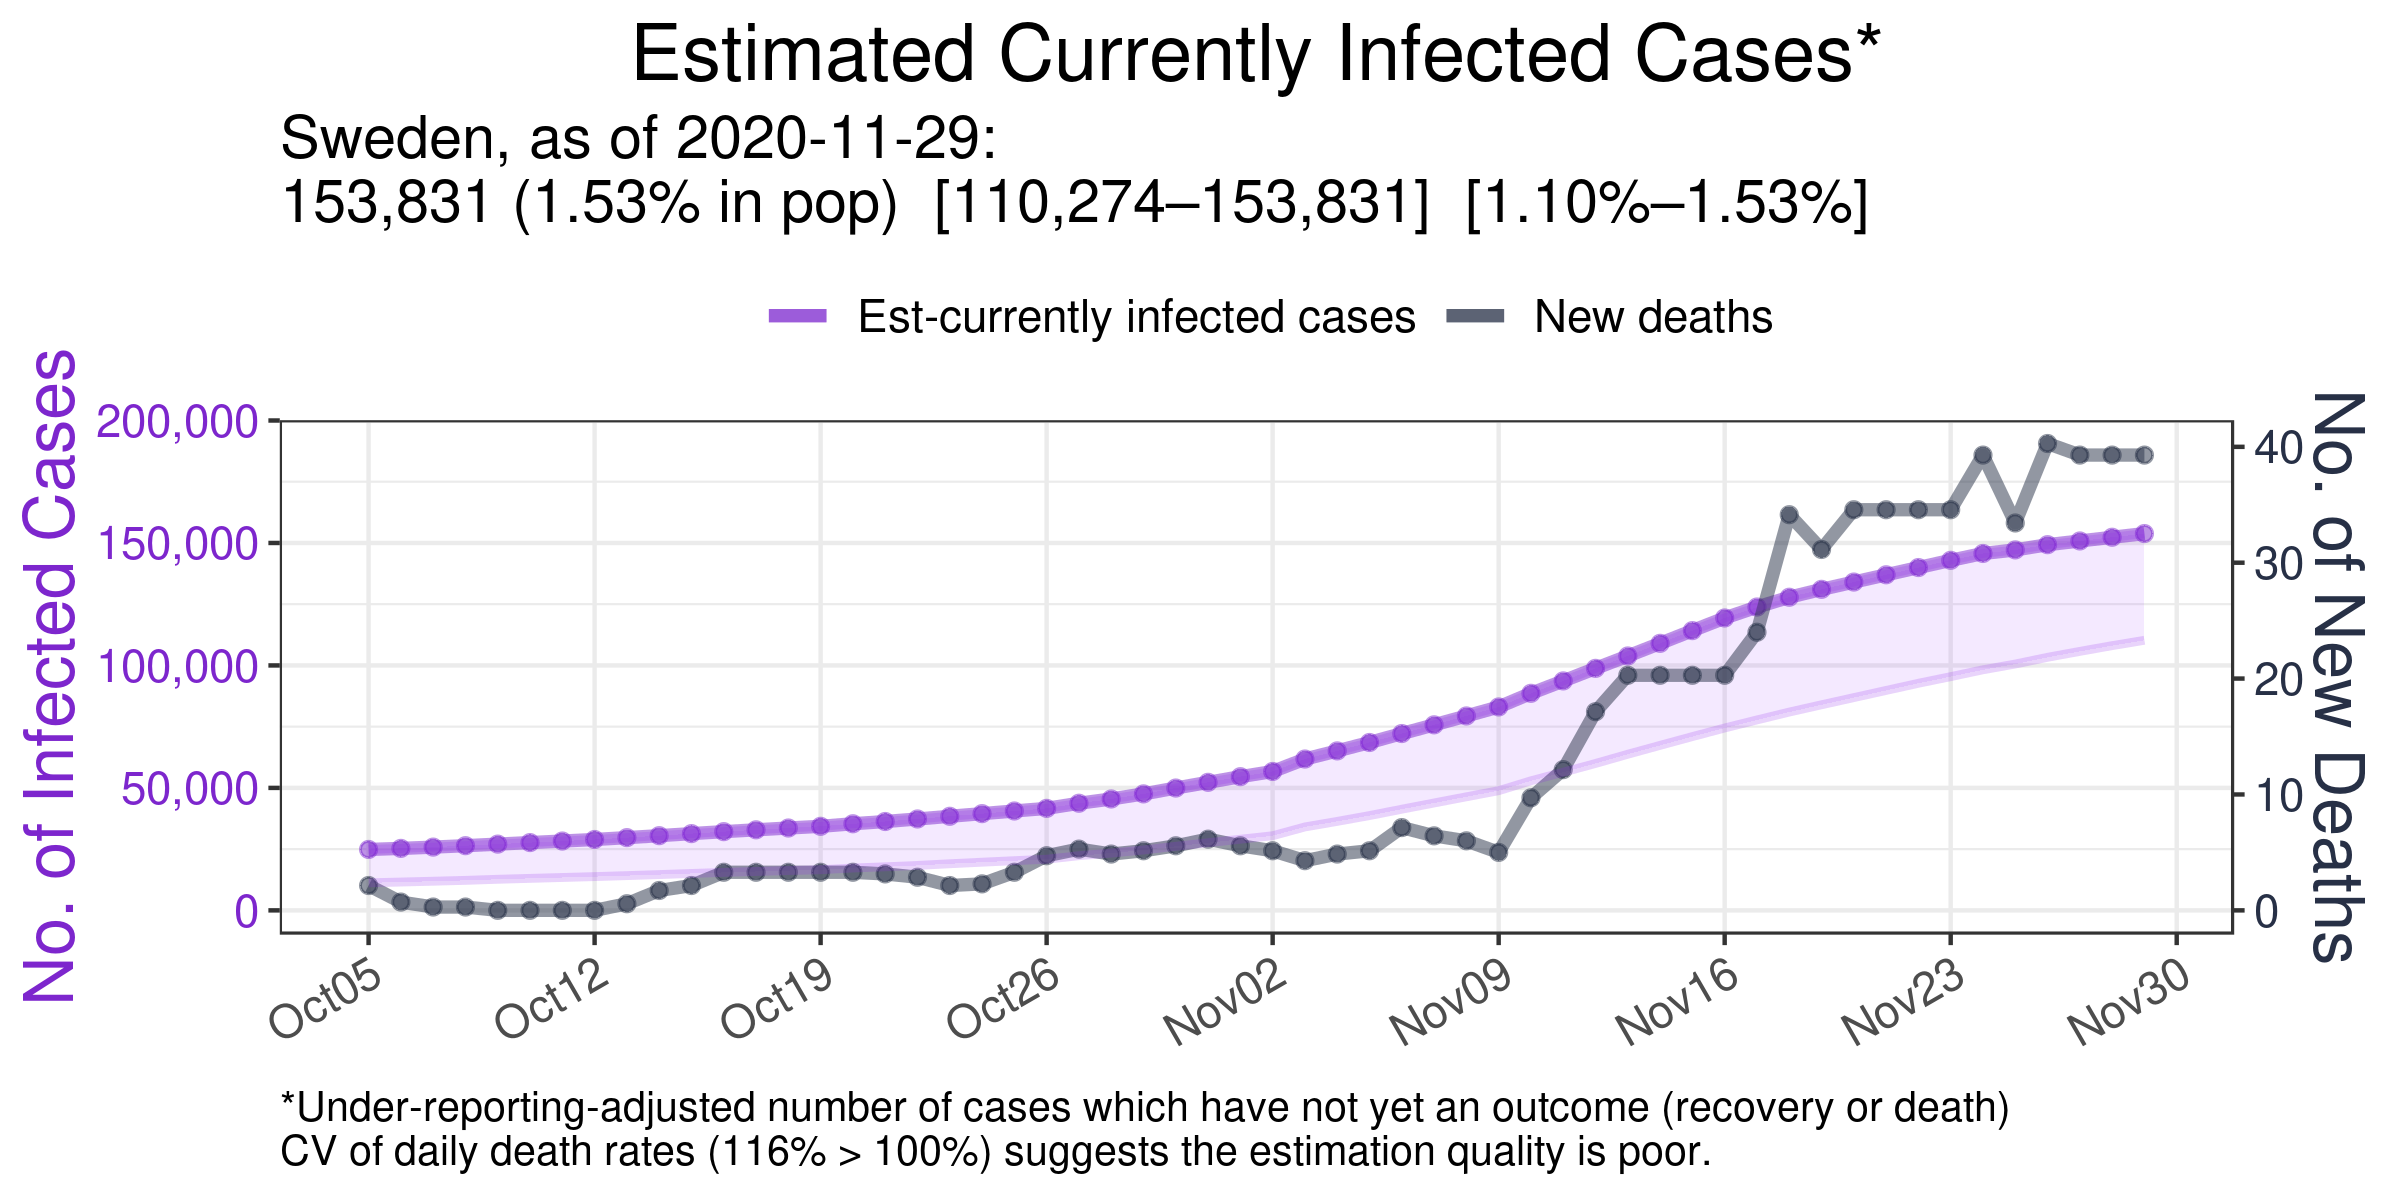 Estimated Currently Infected Cases*
Sweden, as of 2020-11-29:
153,831 (1.53% in pop)  [110,274–153,831]  [1.10%–1.53%]
Est-currently infected cases
New deaths
No. of Infected Cases
200,000
150,000
100,000
50,000
0
No. of New Deaths
40
30
20
10
0
Oct05
Oct12
Oct19
Oct26
Nov02
Nov09
Nov16
Nov23
Nov30
*Under-reporting-adjusted number of cases which have not yet an outcome (recovery or death)
CV of daily death rates (116% > 100%) suggests the estimation quality is poor.